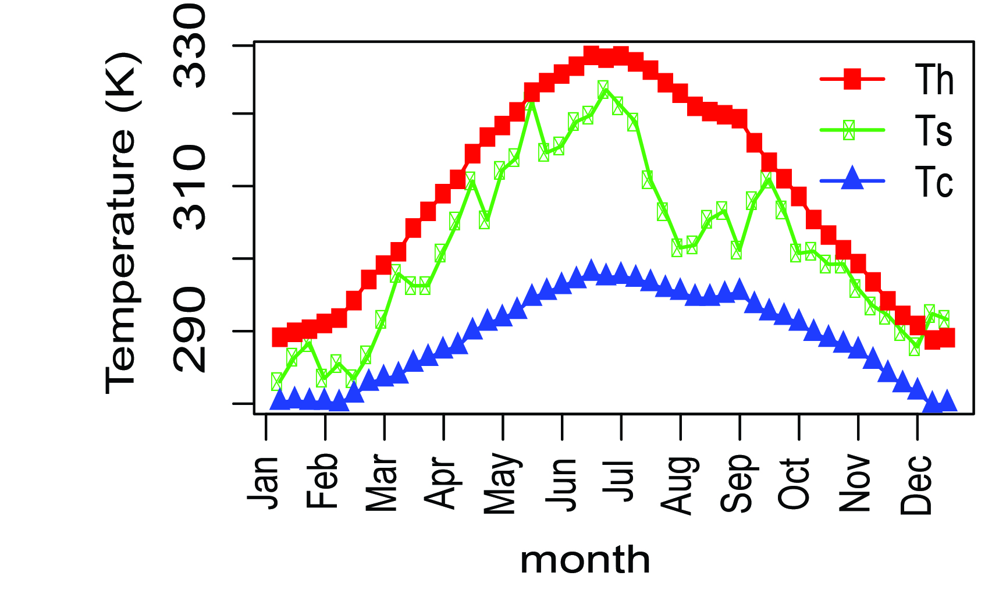 Temperature (K)
330
310
290
Th
Ts
Tc
Jan
Feb
Mar
Apr
May
Jun
Jul
Aug
Sep
Oct
Nov
Dec
month